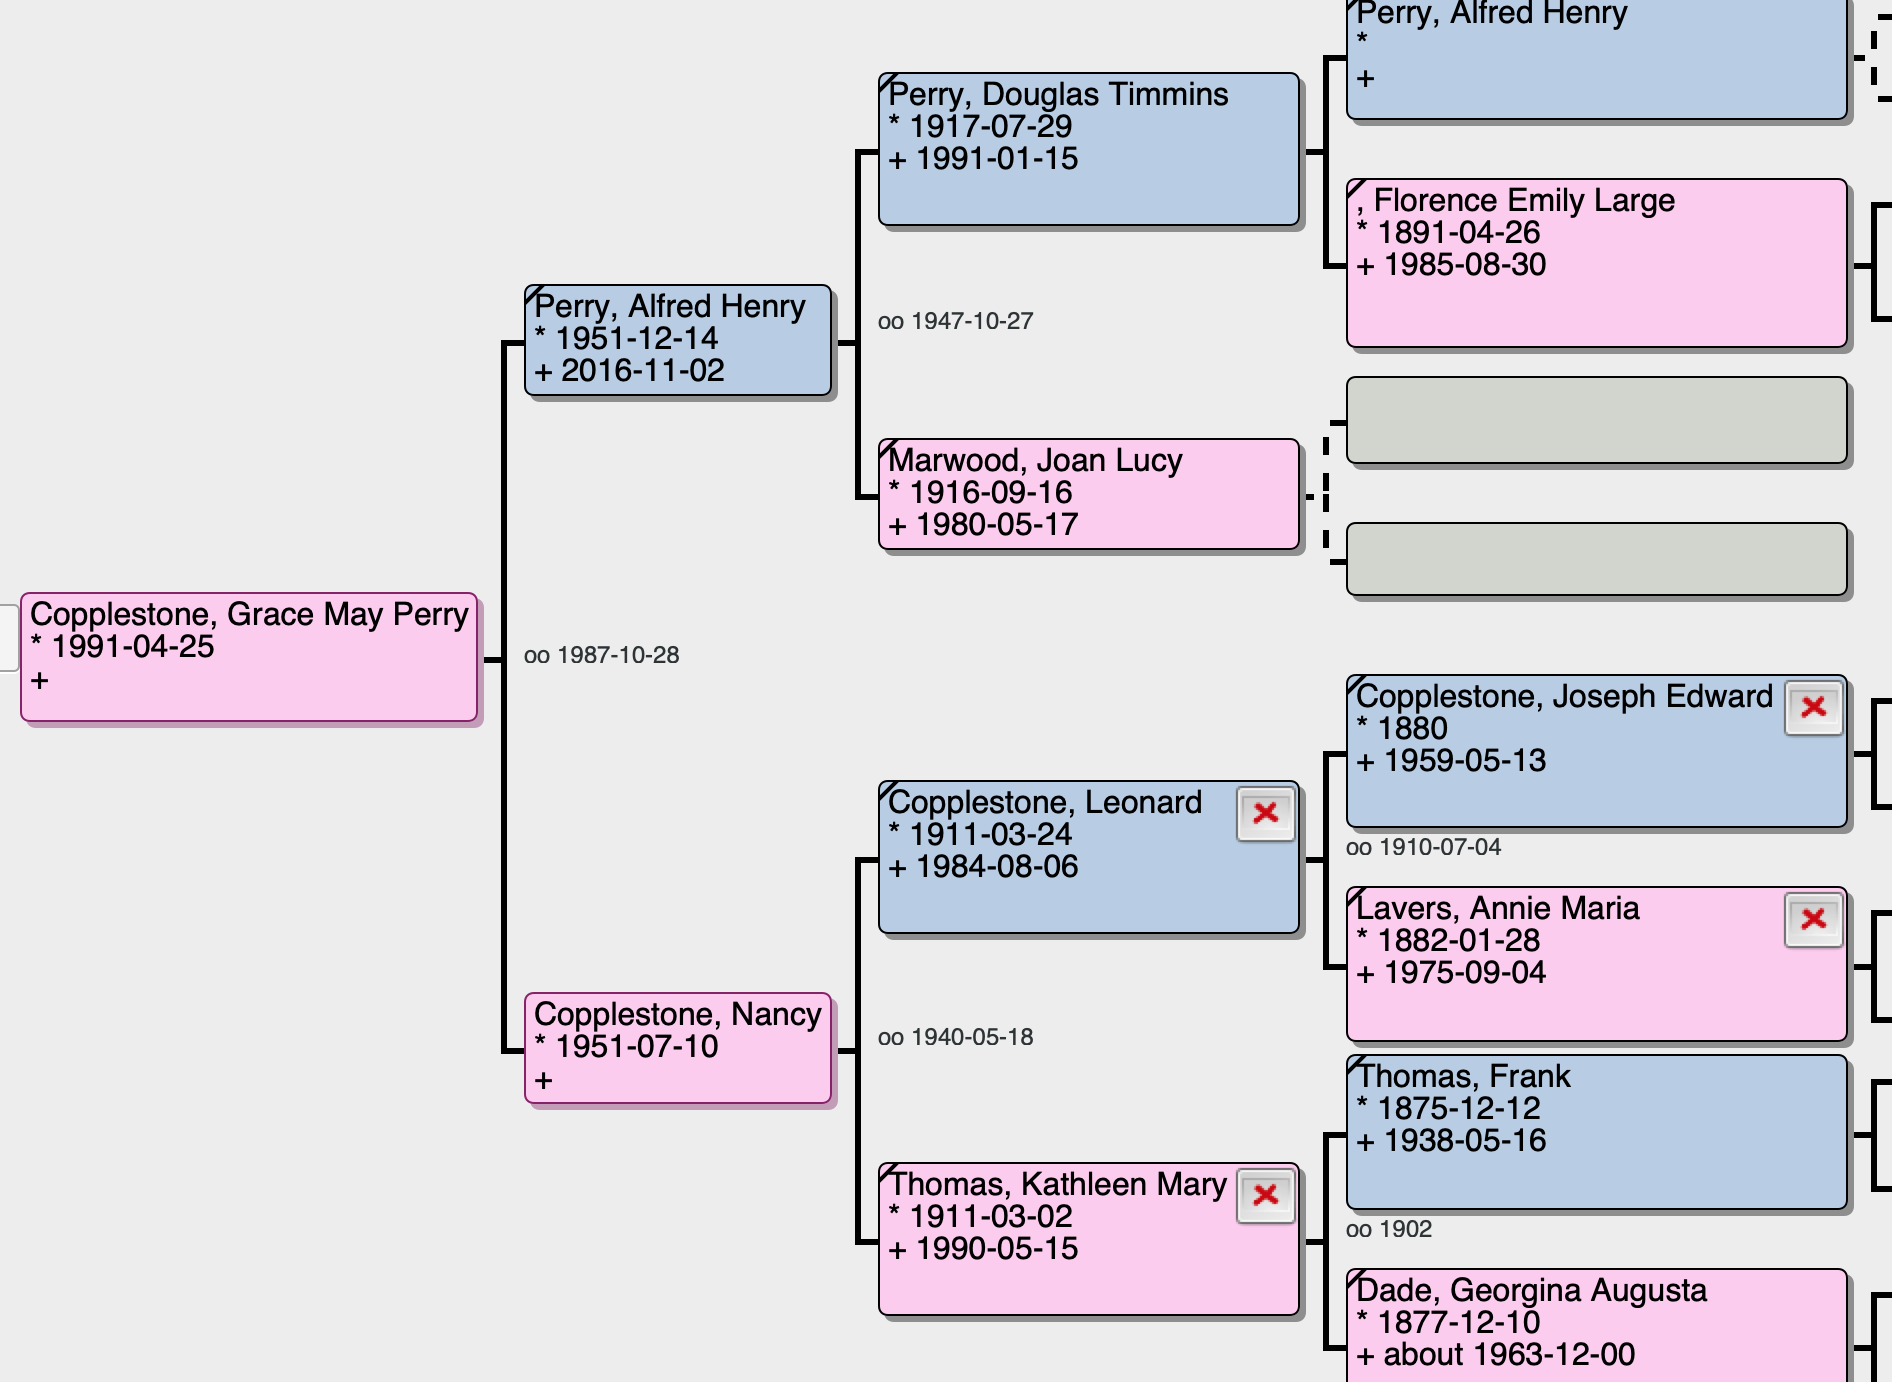 Perry, Alfred Henry
*
+
Perry, Douglas Timmins
* 1917-07-29
+ 1991-01-15
, Florence Emily Large
* 1891-04-26
+ 1985-08-30
Perry, Alfred Henry
* 1951-12-14
+ 2016-11-02
oo 1947-10-27
Marwood, Joan Lucy
* 1916-09-16
+ 1980-05-17
Copplestone, Grace May Perry
* 1991-04-25
+
oo 1987-10-28
Copplestone, Joseph Edward
* 1880
+ 1959-05-13
Copplestone, Leonard
* 1911-03-24
+ 1984-08-06
oo 1910-07-04
Lavers, Annie Maria
* 1882-01-28
+ 1975-09-04
Copplestone, Nancy
* 1951-07-10
+
oo 1940-05-18
Thomas, Frank
* 1875-12-12
+ 1938-05-16
Thomas, Kathleen Mary
* 1911-03-02
+ 1990-05-15
oo 1902
Dade, Georgina Augusta
* 1877-12-10
+ about 1963-12-00